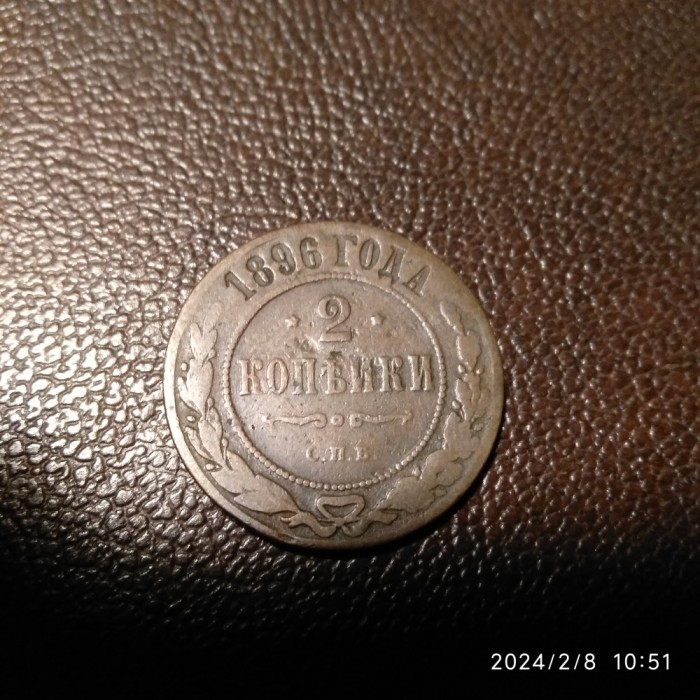 1896 ГОДА
2
КОПѢЙКИ
С.П.Б.
2024/2/8 10:51